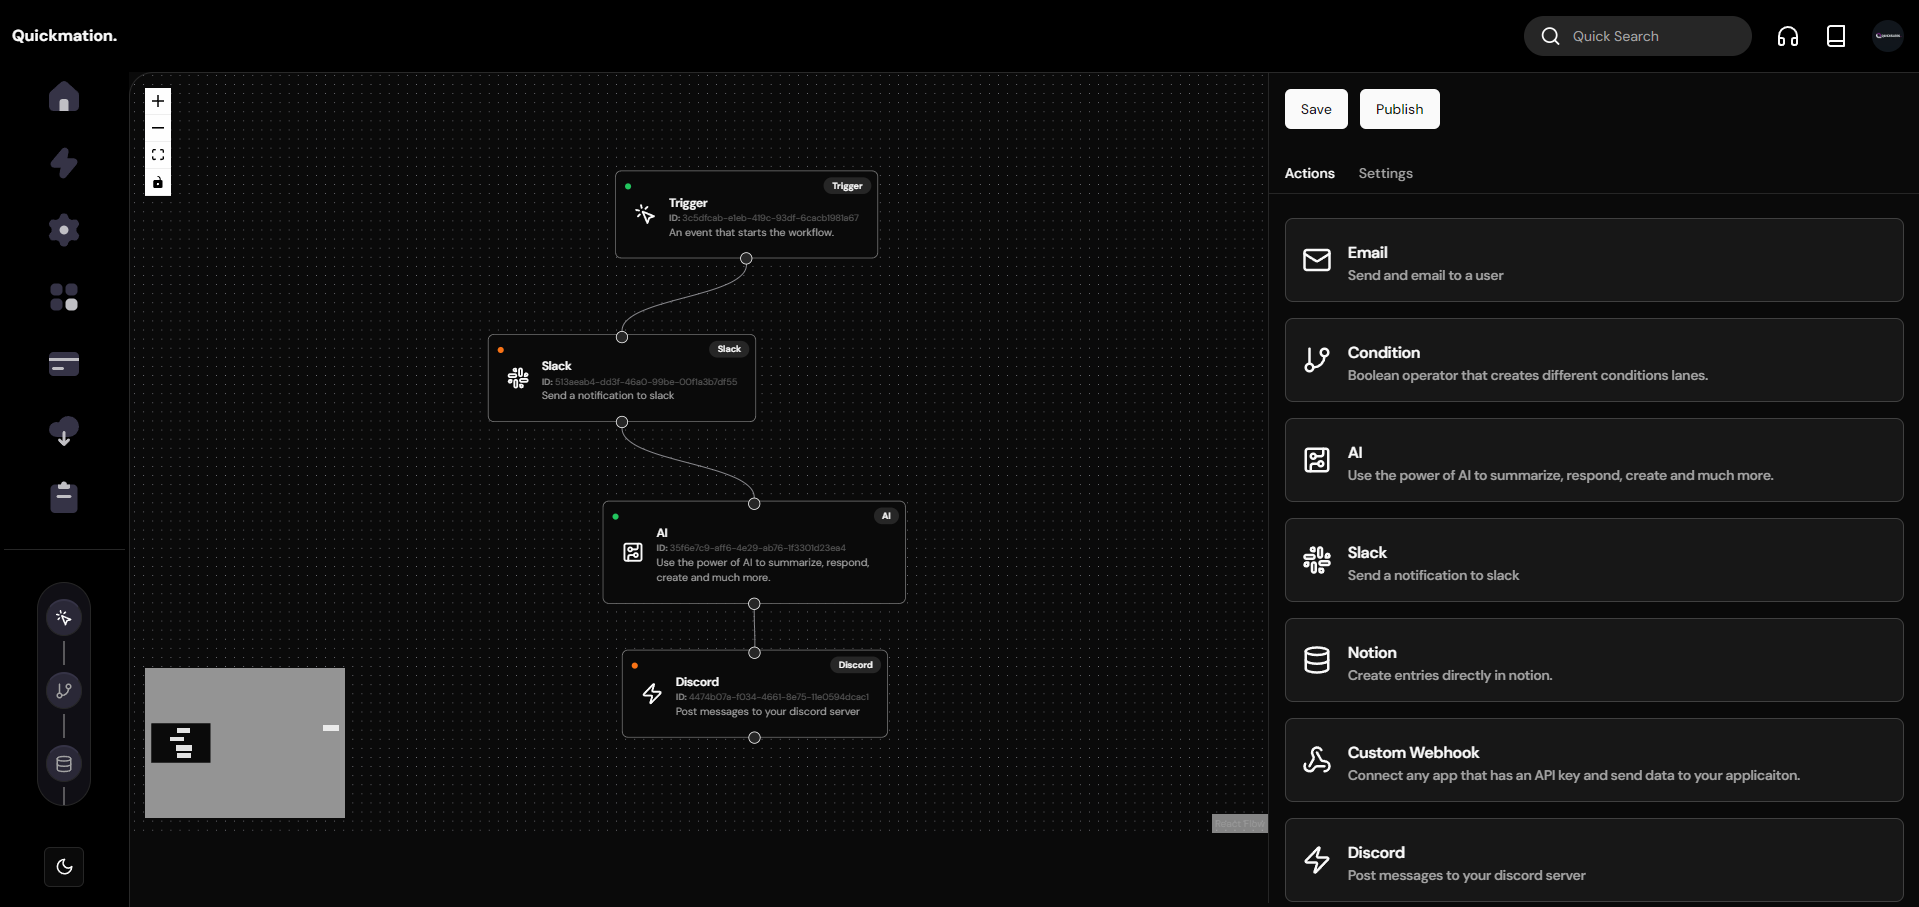 Quickmation.
Quick Search
Save
Publish
Actions
Settings
Trigger
Trigger
ID: 3c5dfcab-e1eb-419c-93df-6cacb1981a67
An event that starts the workflow.
Slack
Slack
ID: 513aeab4-dd3f-46a0-99be-00f1a3b7df55
Send a notification to slack
AI
AI
ID: 35f6e7c9-aff6-4e29-ab76-1f3301d23ea4
Use the power of AI to summarize, respond,
create and much more.
Discord
Discord
ID: 4474b07a-f034-4661-8e75-11e0594dcac1
Post messages to your discord server
React Flow
Email
Send and email to a user
Condition
Boolean operator that creates different conditions lanes.
AI
Use the power of AI to summarize, respond, create and much more.
Slack
Send a notification to slack
Notion
Create entries directly in notion.
Custom Webhook
Connect any app that has an API key and send data to your applicaiton.
Discord
Post messages to your discord server